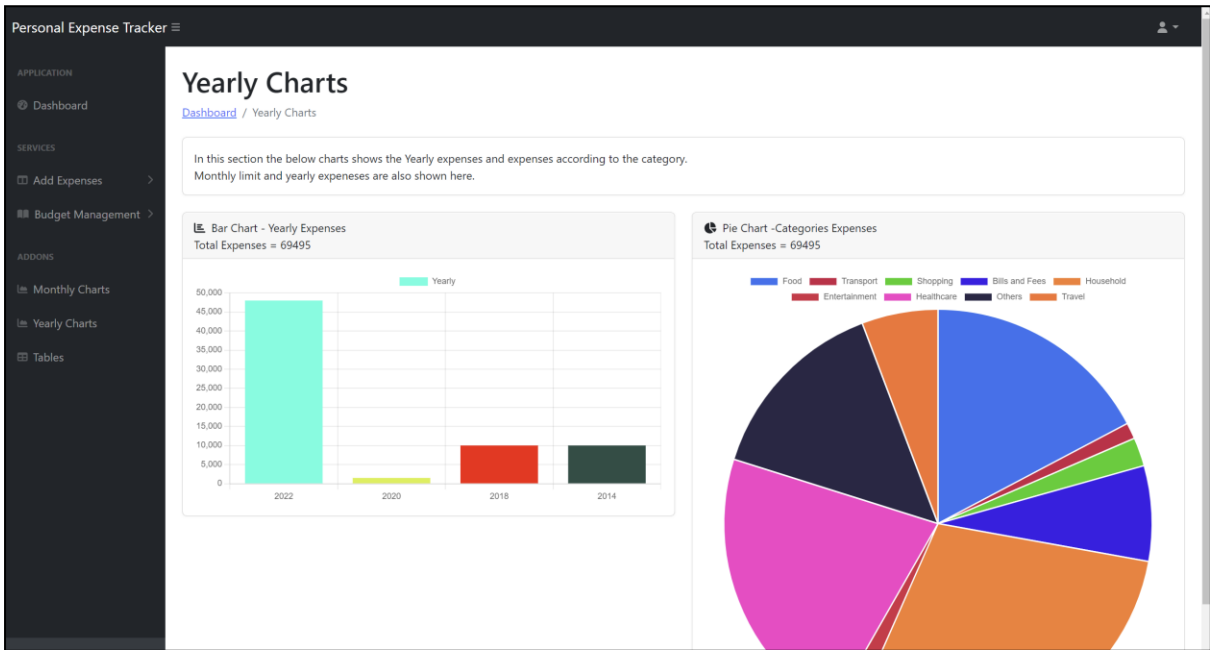 Personal Expense Tracker
APPLICATION
Dashboard
SERVICES
Add Expenses
Budget Management
ADDONS
Monthly Charts
Yearly Charts
Tables
Yearly Charts
Dashboard / Yearly Charts
In this section the below charts shows the Yearly expenses and expenses according to the category.
Monthly limit and yearly expeneses are also shown here.
Bar Chart - Yearly Expenses
Total Expenses = 69495
Yearly
50,000
45,000
40,000
35,000
30,000
25,000
20,000
15,000
10,000
5,000
0
2022 2020 2018 2014
Pie Chart -Categories Expenses
Total Expenses = 69495
Food Transport Shopping Bills and Fees Household
Entertainment Healthcare Others Travel